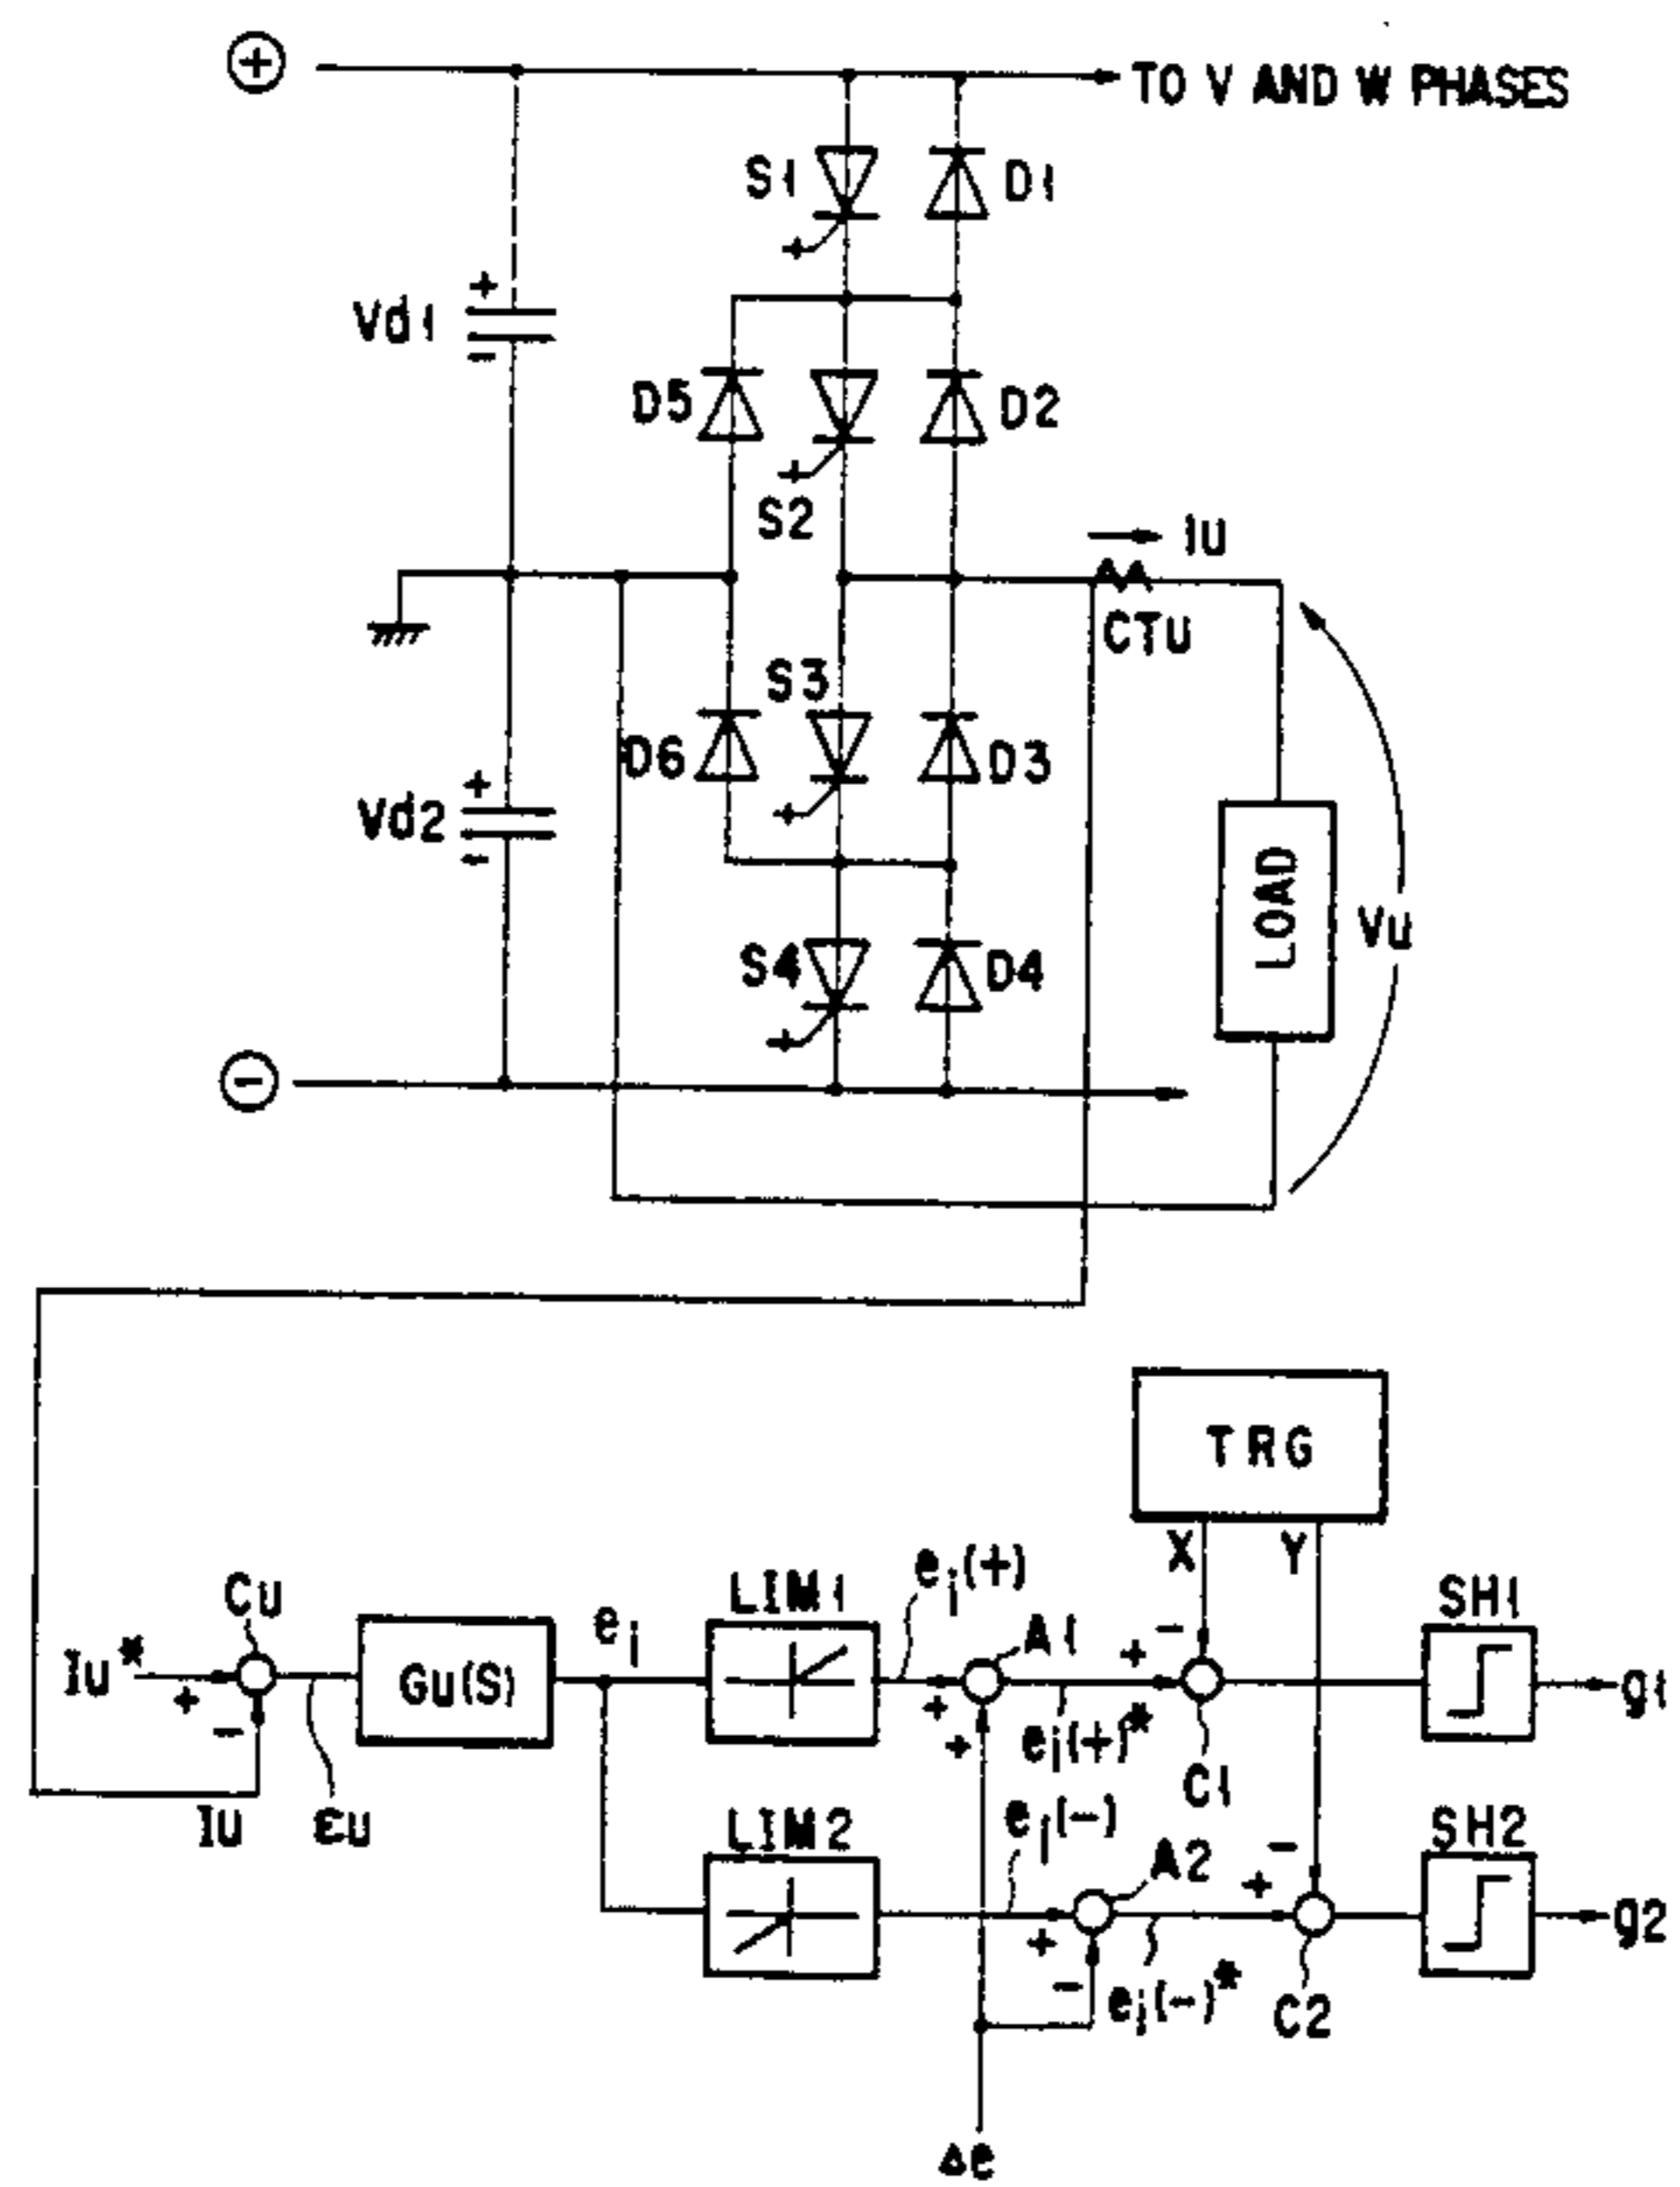 ⊕
TO V AND W PHASES
S1
D1
+
Vd1
+
-
D5
D2
+
S2
IU
CTU
S3
D6
D3
+
Vd2
+
-
LOAD
VU
S4
D4
+
⊖
TRG
X
Y
CU
IU*
+
-
IU
εU
GU(S)
ei
LIM1
ei(+)
A1
+
+
ei(+)*
+
-
C1
SH1
g1
LIM2
ei(-)
A2
+
-
ei(-)*
+
-
C2
SH2
g2
Δe